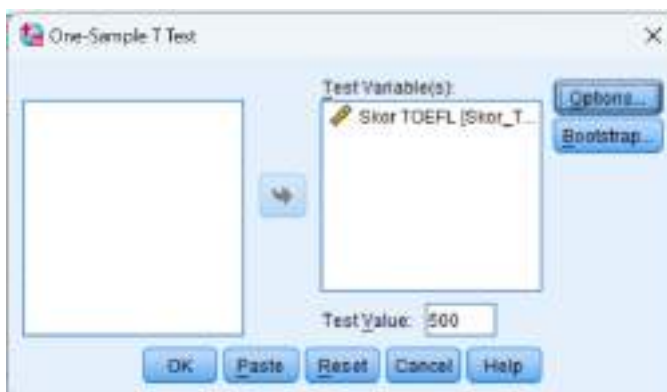 One-Sample T Test
Test Variable(s):
Skor TOEFL [Skor_T...
Options...
Bootstrap...
Test Value: 500
OK Paste Reset Cancel Help